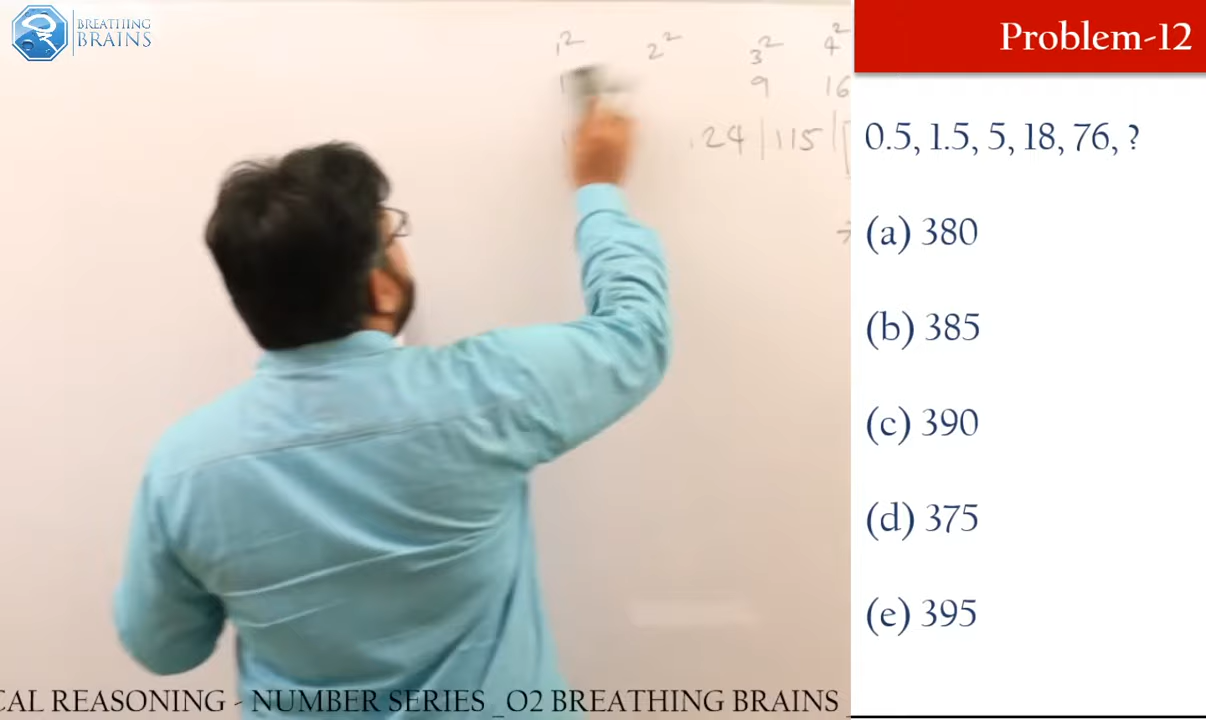 BREATHING
BRAINS
1² 2² 3² 4²
9 16
24 | 115 |
Problem-12
0.5, 1.5, 5, 18, 76, ?
(a) 380
(b) 385
(c) 390
(d) 375
(e) 395
CAL REASONING - NUMBER SERIES _O2 BREATHING BRAINS